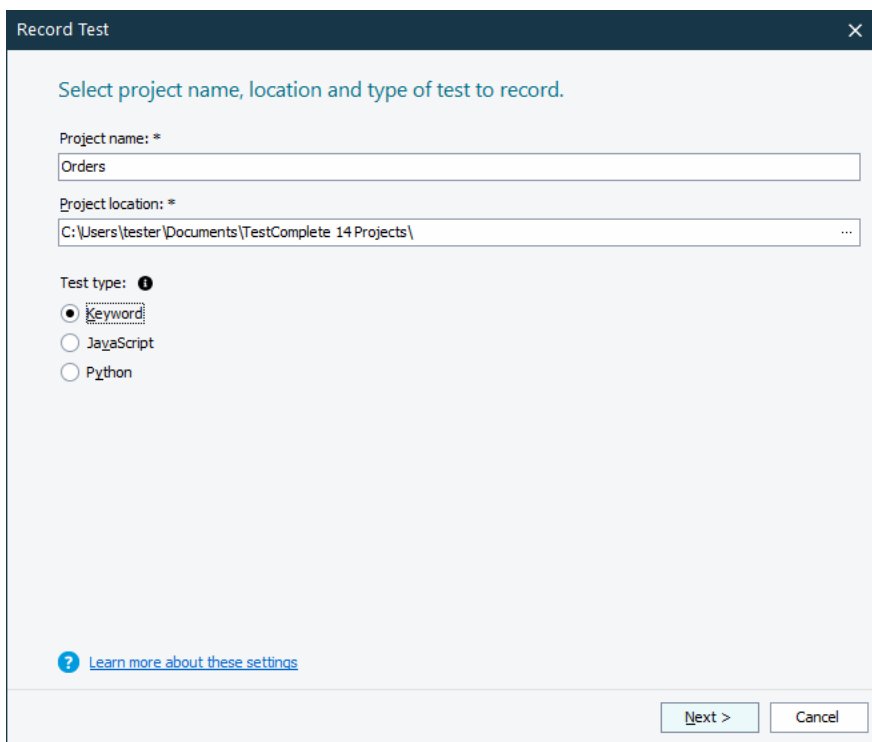 Record Test
Select project name, location and type of test to record.
Project name: *
Orders
Project location: *
C:\Users\tester\Documents\TestComplete 14 Projects\
...
Test type:
Keyword
JavaScript
Python
Learn more about these settings
Next >
Cancel